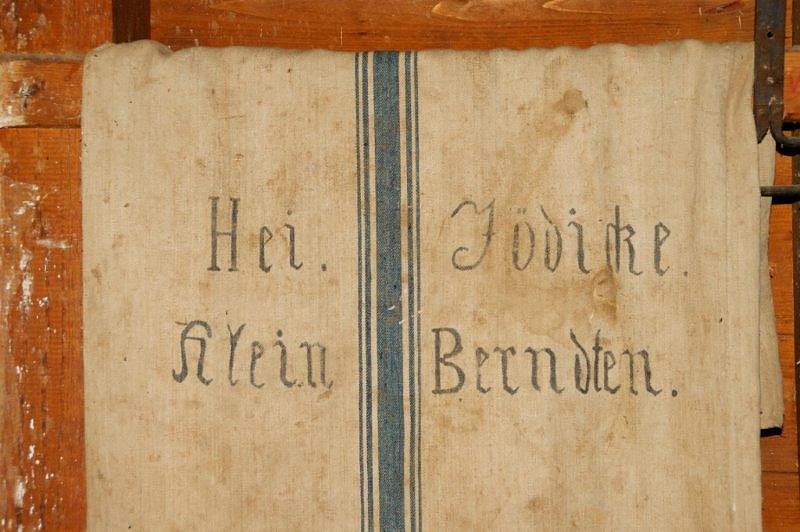 Hei. Jödicke.
Klein Berndten.